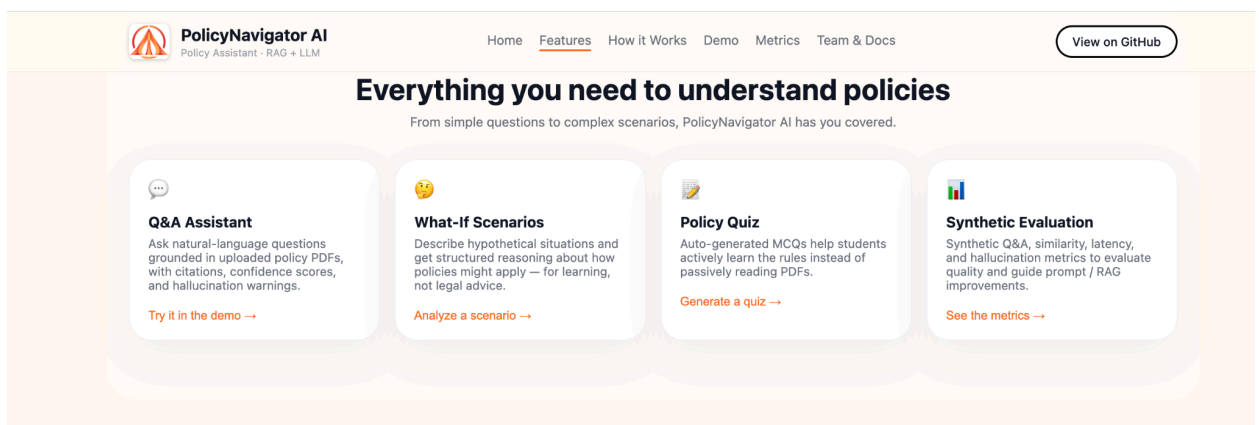 PolicyNavigator AI
Policy Assistant · RAG + LLM
Home Features How it Works Demo Metrics Team & Docs
View on GitHub
Everything you need to understand policies
From simple questions to complex scenarios, PolicyNavigator AI has you covered.
Q&A Assistant
Ask natural-language questions
grounded in uploaded policy PDFs,
with citations, confidence scores,
and hallucination warnings.
Try it in the demo →
What-If Scenarios
Describe hypothetical situations and
get structured reasoning about how
policies might apply — for learning,
not legal advice.
Analyze a scenario →
Policy Quiz
Auto-generated MCQs help students
actively learn the rules instead of
passively reading PDFs.
Generate a quiz →
Synthetic Evaluation
Synthetic Q&A, similarity, latency,
and hallucination metrics to evaluate
quality and guide prompt / RAG
improvements.
See the metrics →